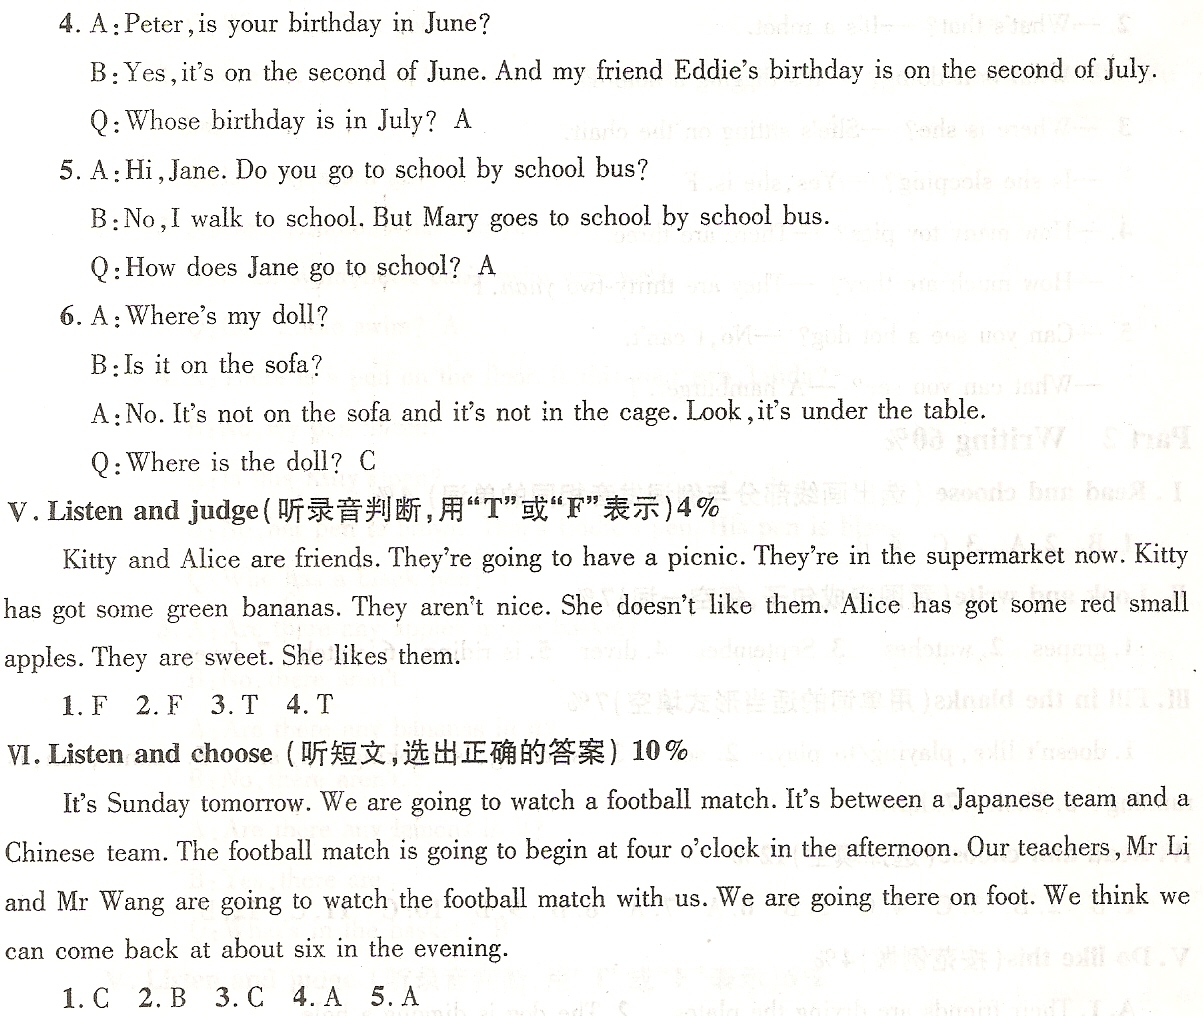 4. A:Peter,is your birthday in June?
B:Yes,it's on the second of June. And my friend Eddie's birthday is on the second of July.
Q:Whose birthday is in July? A
5. A:Hi,Jane. Do you go to school by school bus?
B:No,I walk to school. But Mary goes to school by school bus.
Q:How does Jane go to school? A
6. A:Where's my doll?
B:Is it on the sofa?
A:No. It's not on the sofa and it's not in the cage. Look,it's under the table.
Q:Where is the doll? C
V. Listen and judge(听录音判断,用“T”或“F”表示)4%
Kitty and Alice are friends. They're going to have a picnic. They're in the supermarket now. Kitty
has got some green bananas. They aren't nice. She doesn't like them. Alice has got some red small
apples. They are sweet. She likes them.
1. F 2. F 3. T 4. T
VI. Listen and choose (听短文,选出正确的答案) 10%
It's Sunday tomorrow. We are going to watch a football match. It's between a Japanese team and a
Chinese team. The football match is going to begin at four o'clock in the afternoon. Our teachers,Mr Li
and Mr Wang are going to watch the football match with us. We are going there on foot. We think we
can come back at about six in the evening.
1. C 2. B 3. C 4. A 5. A